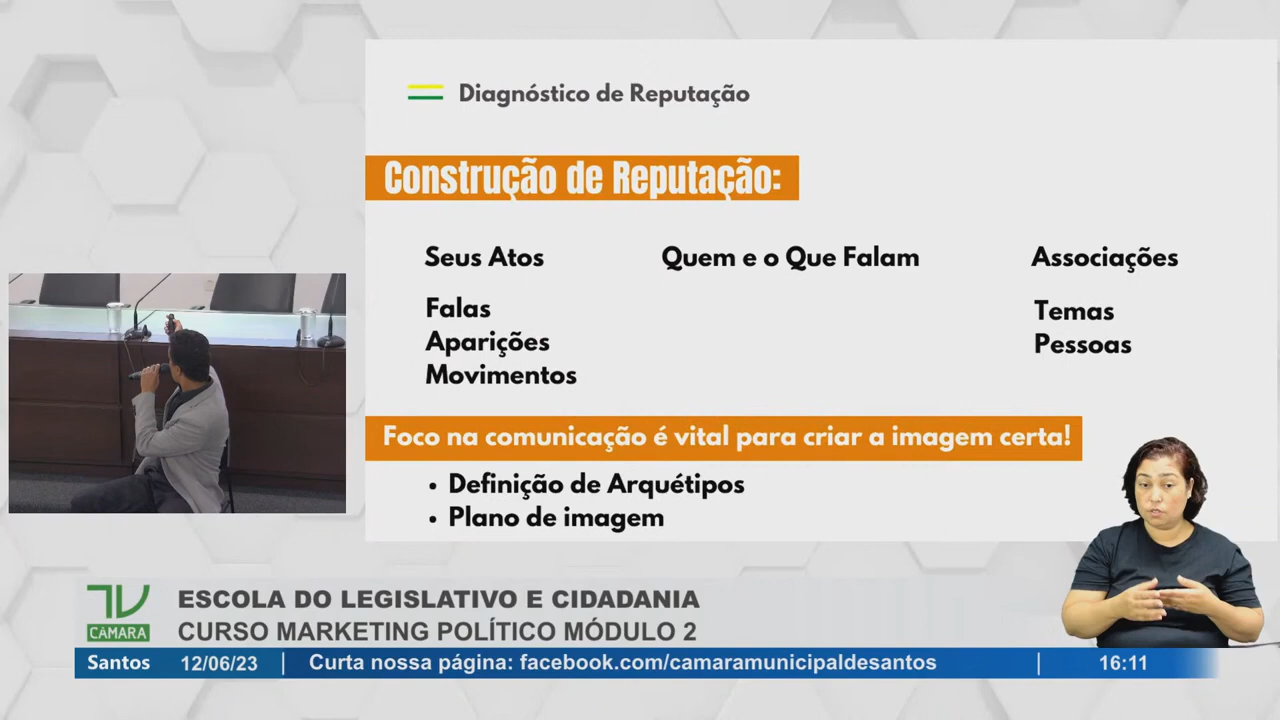 Diagnóstico de Reputação
Construção de Reputação:
Seus Atos
Falas
Aparições
Movimentos
Quem e o Que Falam
Associações
Temas
Pessoas
Foco na comunicação é vital para criar a imagem certa!
• Definição de Arquétipos
• Plano de imagem
TV
CÂMARA
ESCOLA DO LEGISLATIVO E CIDADANIA
CURSO MARKETING POLÍTICO MÓDULO 2
Santos 12/06/23 | Curta nossa página: facebook.com/camaramunicipaldesantos | 16:11